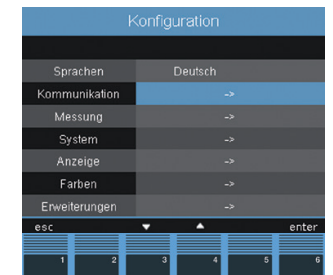 Konfiguration
Sprachen Deutsch
Kommunikation ->
Messung ->
System ->
Anzeige ->
Farben ->
Erweiterungen ->
esc ▼ ▲ enter
1 2 3 4 5 6